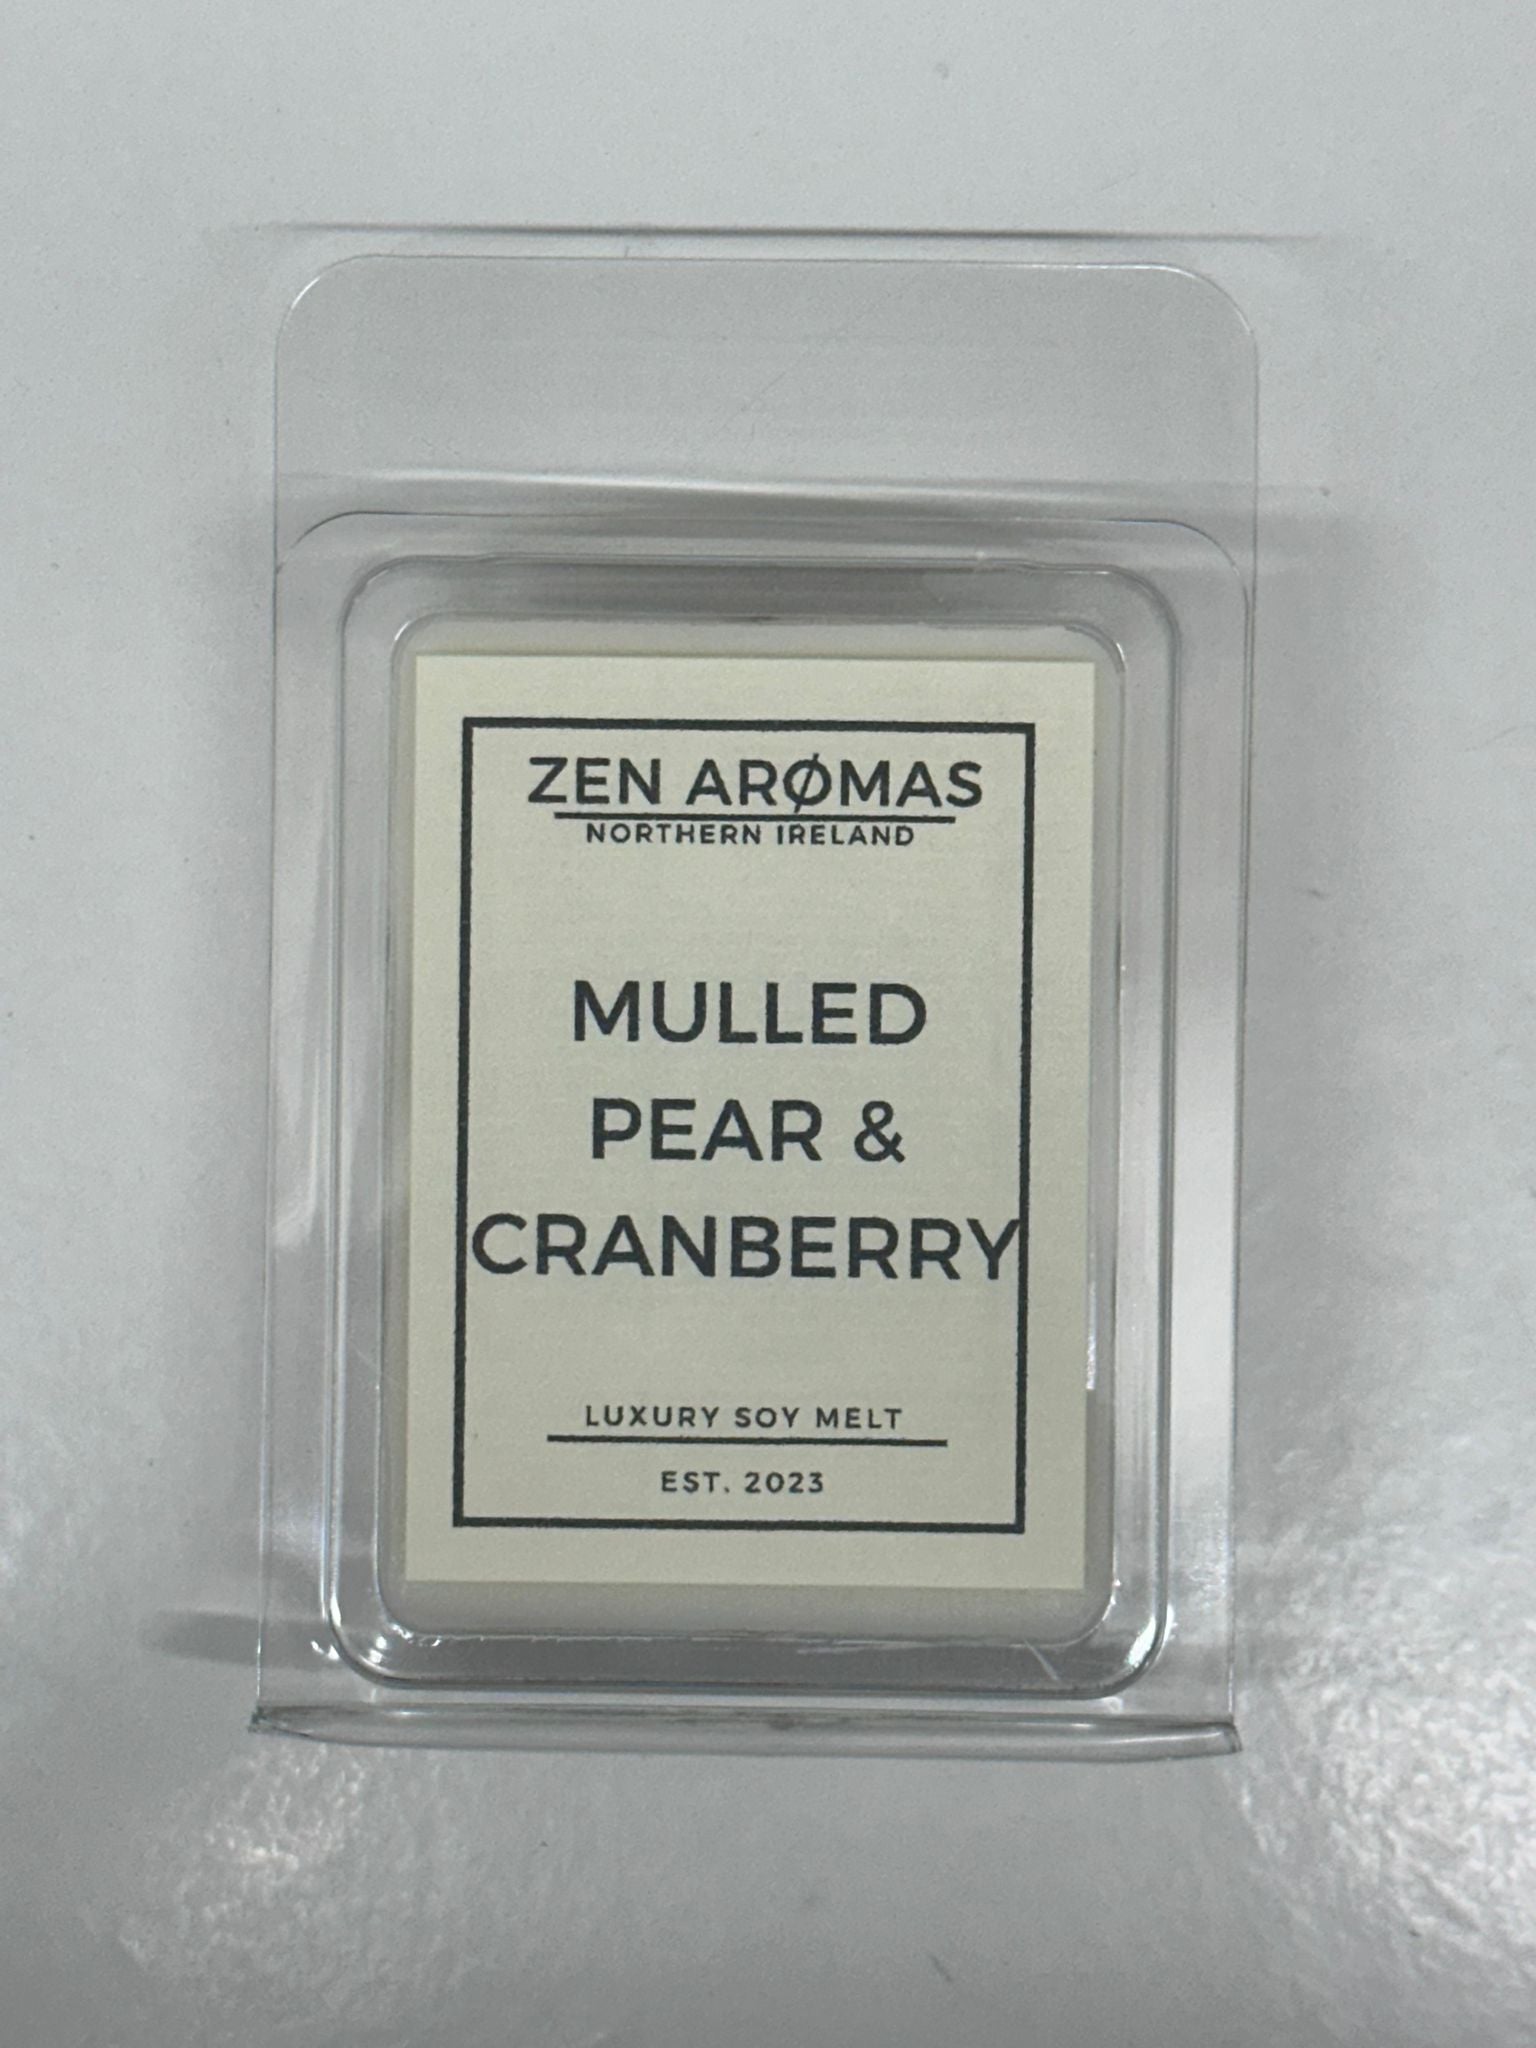 ZEN ARØMAS
NORTHERN IRELAND
MULLED
PEAR &
CRANBERRY
LUXURY SOY MELT
EST. 2023